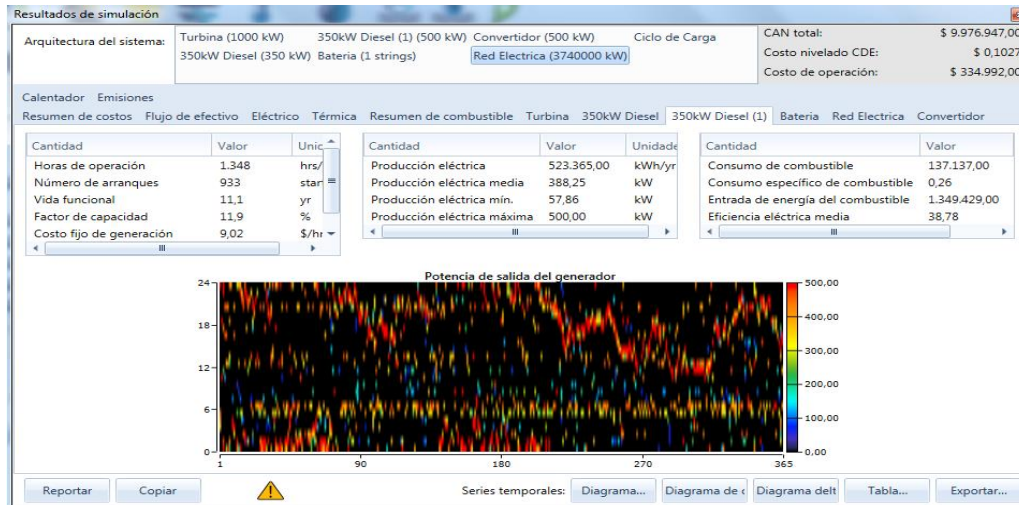 Resultados de simulación
Arquitectura del sistema:
Turbina (1000 kW) 350kW Diesel (1) (500 kW) Convertidor (500 kW) Ciclo de Carga
350kW Diesel (350 kW) Bateria (1 strings) Red Electrica (3740000 kW)
CAN total: $ 9.976.947,00
Costo nivelado CDE: $ 0,1027
Costo de operación: $ 334.992,00
Calentador Emisiones
Resumen de costos Flujo de efectivo Eléctrico Térmica Resumen de combustible Turbina 350kW Diesel 350kW Diesel (1) Bateria Red Electrica Convertidor
Cantidad Valor Unic
Horas de operación 1.348 hrs/
Número de arranques 933 star
Vida funcional 11,1 yr
Factor de capacidad 11,9 %
Costo fijo de generación 9,02 $/hr
Cantidad Valor Unidade
Producción eléctrica 523.365,00 kWh/yr
Producción eléctrica media 388,25 kW
Producción eléctrica mín. 57,86 kW
Producción eléctrica máxima 500,00 kW
Cantidad Valor
Consumo de combustible 137.137,00
Consumo específico de combustible 0,26
Entrada de energía del combustible 1.349.429,00
Eficiencia eléctrica media 38,78
Potencia de salida del generador
24
18
12
6
0
1 90 180 270 365
500,00
400,00
300,00
200,00
100,00
0,00
Reportar Copiar Series temporales: Diagrama... Diagrama de c Diagrama delt Tabla... Exportar...